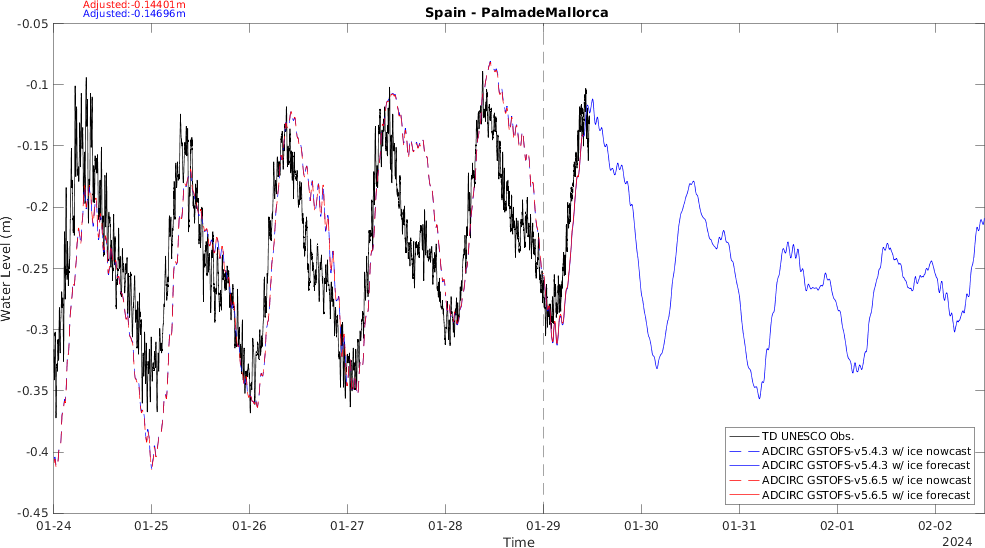 Adjusted:-0.14401m
Adjusted:-0.14696m
Spain - PalmadeMallorca
-0.05
-0.1
-0.15
-0.2
-0.25
-0.3
-0.35
-0.4
-0.45
Water Level (m)
TD UNESCO Obs.
ADCIRC GSTOFS-v5.4.3 w/ ice nowcast
ADCIRC GSTOFS-v5.4.3 w/ ice forecast
ADCIRC GSTOFS-v5.6.5 w/ ice nowcast
ADCIRC GSTOFS-v5.6.5 w/ ice forecast
01-24 01-25 01-26 01-27 01-28 01-29 01-30 01-31 02-01 02-02
Time
2024